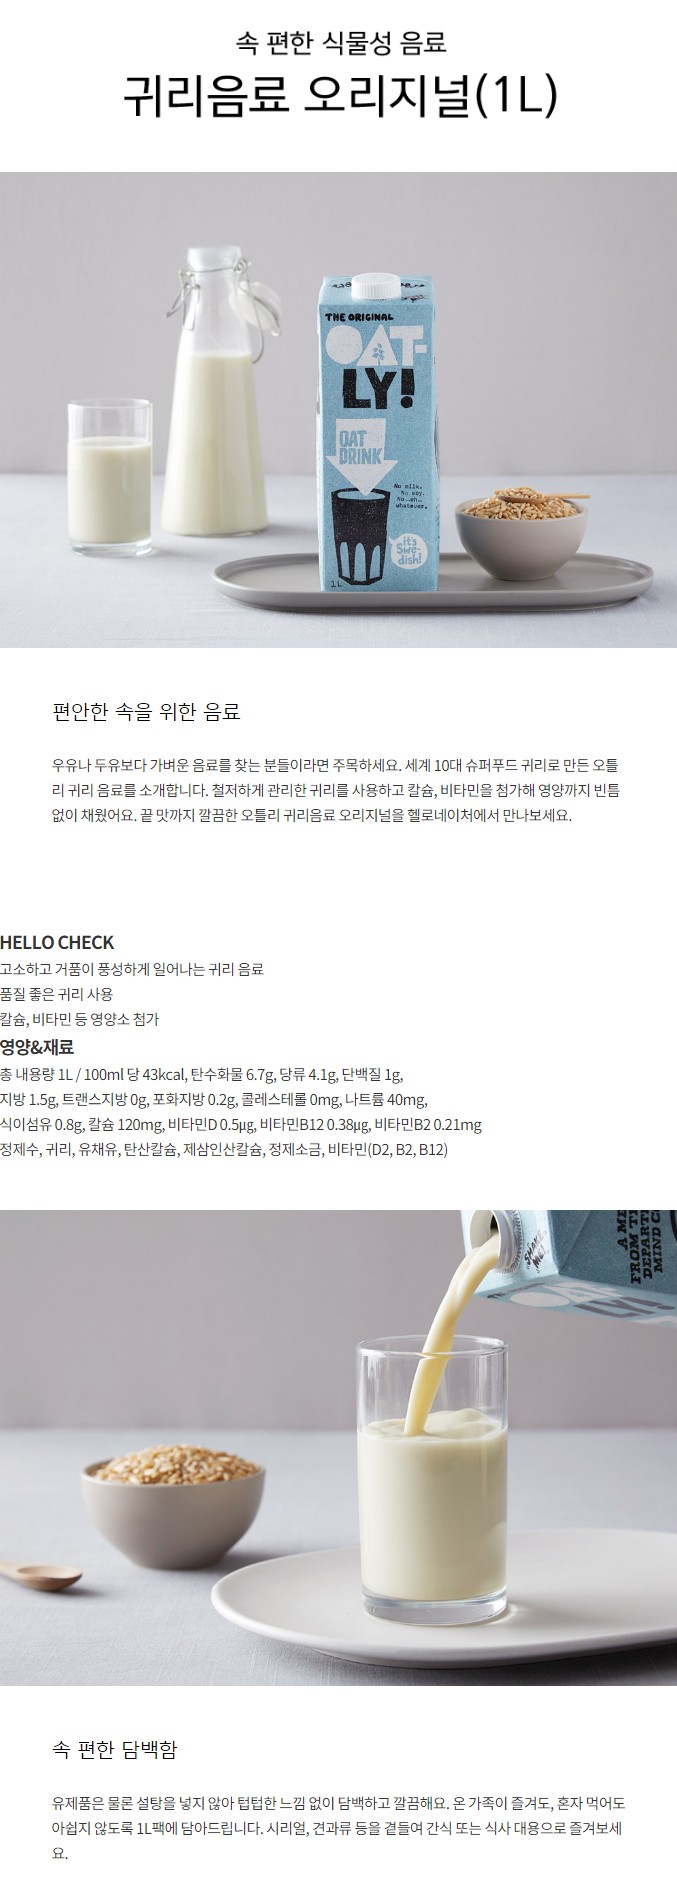 속 편한 식물성 음료
귀리음료 오리지널(1L)
THE ORIGINAL
OAT-
LY!
OAT
DRINK
No milk.
No soy.
No …eh…
whatever.
it's
Swe-
dish!
1L
편안한 속을 위한 음료
우유나 두유보다 가벼운 음료를 찾는 분들이라면 주목하세요. 세계 10대 슈퍼푸드 귀리로 만든 오틀
리 귀리 음료를 소개합니다. 철저하게 관리한 귀리를 사용하고 칼슘, 비타민을 첨가해 영양까지 빈틈
없이 채웠어요. 끝 맛까지 깔끔한 오틀리 귀리음료 오리지널을 헬로네이처에서 만나보세요.
HELLO CHECK
고소하고 거품이 풍성하게 일어나는 귀리 음료
품질 좋은 귀리 사용
칼슘, 비타민 등 영양소 첨가
영양&재료
총 내용량 1L / 100ml 당 43kcal, 탄수화물 6.7g, 당류 4.1g, 단백질 1g,
지방 1.5g, 트랜스지방 0g, 포화지방 0.2g, 콜레스테롤 0mg, 나트륨 40mg,
식이섬유 0.8g, 칼슘 120mg, 비타민D 0.5μg, 비타민B12 0.38μg, 비타민B2 0.21mg
정제수, 귀리, 유채유, 탄산칼슘, 제삼인산칼슘, 정제소금, 비타민(D2, B2, B12)
SHAKE
ME!
A ME
FROM T
DEPART
MIND C
OAT-
LY!
속 편한 담백함
유제품은 물론 설탕을 넣지 않아 텁텁한 느낌 없이 담백하고 깔끔해요. 온 가족이 즐겨도, 혼자 먹어도
아쉽지 않도록 1L팩에 담아드립니다. 시리얼, 견과류 등을 곁들여 간식 또는 식사 대용으로 즐겨보세
요.